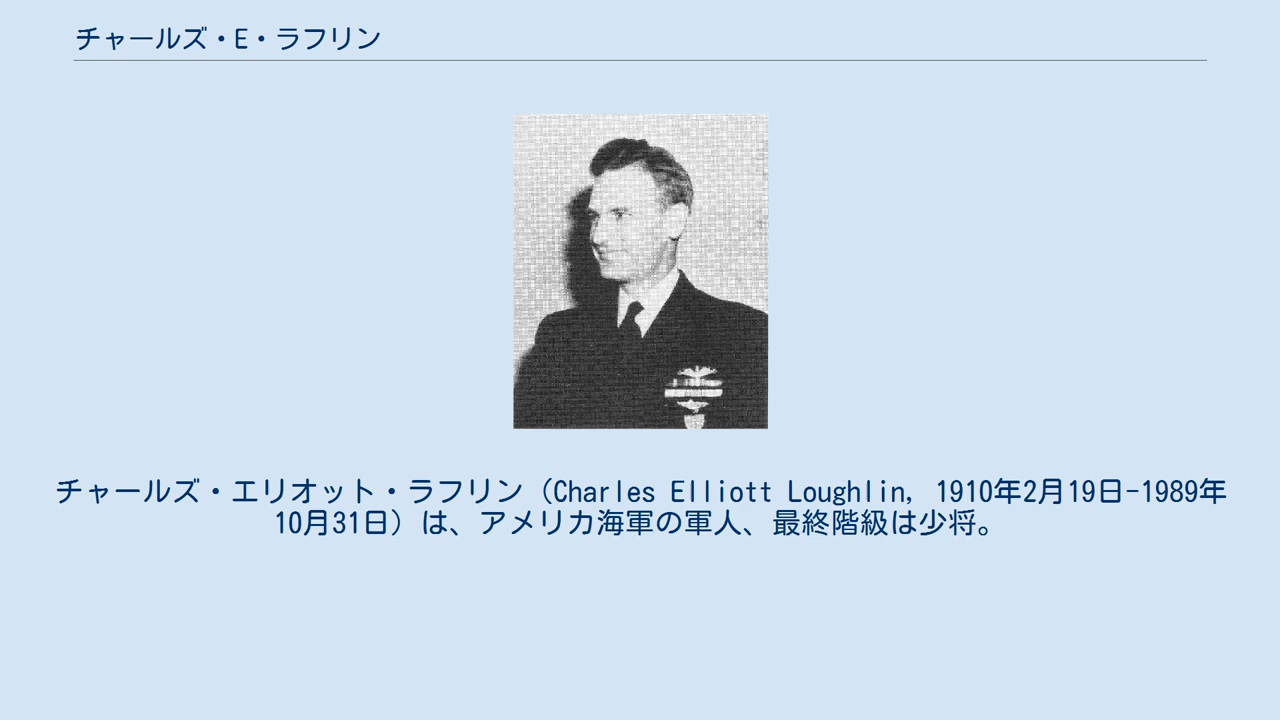 チャールズ・E・ラフリン
チャールズ・エリオット・ラフリン（Charles Elliott Loughlin, 1910年2月19日-1989年
10月31日）は、アメリカ海軍の軍人、最終階級は少将。